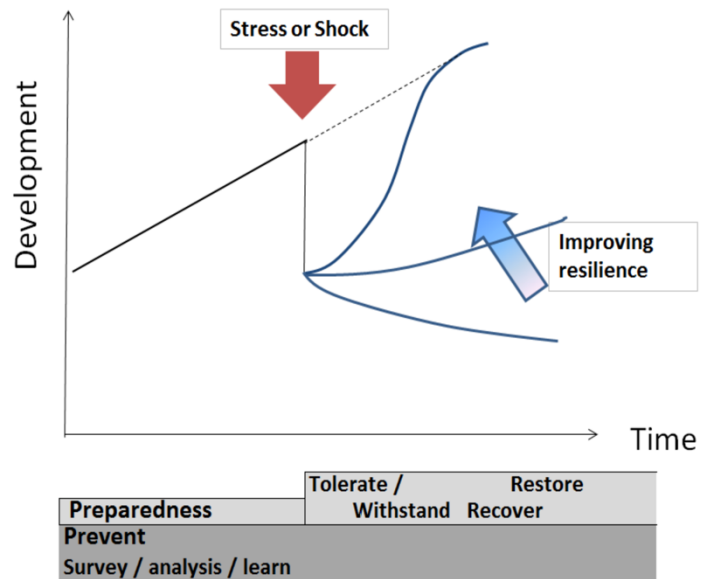 Stress or Shock
Development
Improving
resilience
Time
Tolerate / Restore
Withstand Recover
Preparedness
Prevent
Survey / analysis / learn